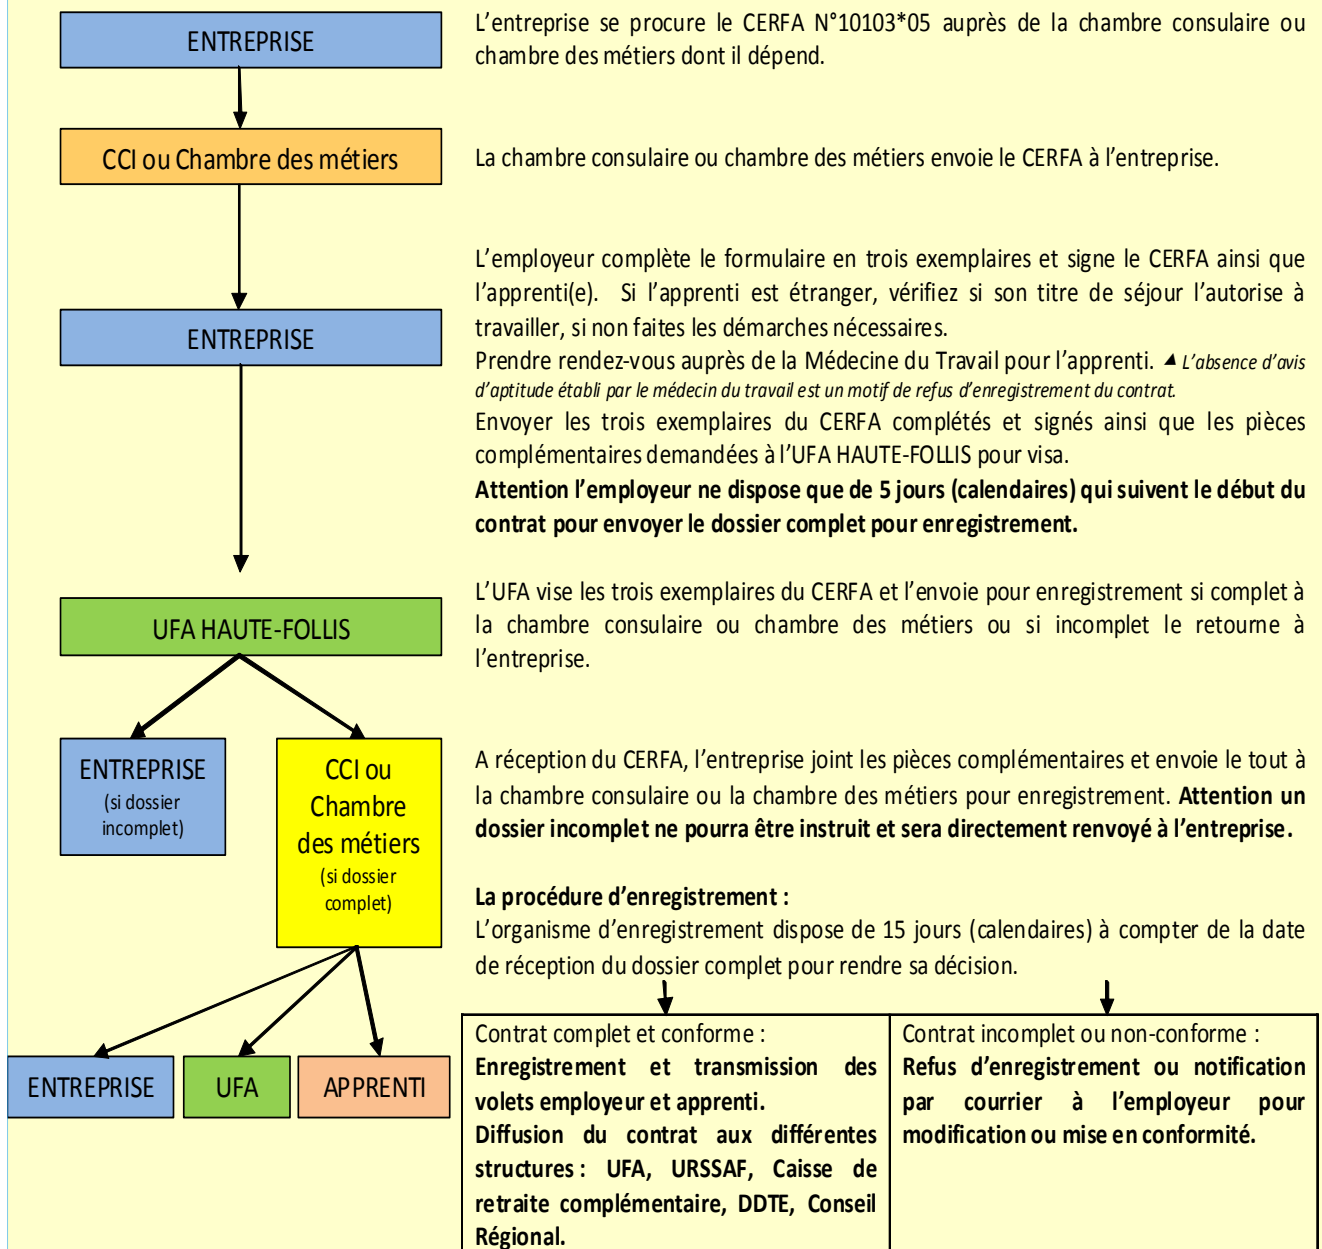 ENTREPRISE
L'entreprise se procure le CERFA N°10103*05 auprès de la chambre consulaire ou
chambre des métiers dont il dépend.
CCI ou Chambre des métiers
La chambre consulaire ou chambre des métiers envoie le CERFA à l'entreprise.
ENTREPRISE
L'employeur complète le formulaire en trois exemplaires et signe le CERFA ainsi que
l'apprenti(e). Si l'apprenti est étranger, vérifiez si son titre de séjour l'autorise à
travailler, si non faites les démarches nécessaires.
Prendre rendez-vous auprès de la Médecine du Travail pour l'apprenti. ▲ L'absence d'avis
d'aptitude établi par le médecin du travail est un motif de refus d'enregistrement du contrat.
Envoyer les trois exemplaires du CERFA complétés et signés ainsi que les pièces
complémentaires demandées à l'UFA HAUTE-FOLLIS pour visa.
Attention l'employeur ne dispose que de 5 jours (calendaires) qui suivent le début du
contrat pour envoyer le dossier complet pour enregistrement.
UFA HAUTE-FOLLIS
L'UFA vise les trois exemplaires du CERFA et l'envoie pour enregistrement si complet à
la chambre consulaire ou chambre des métiers ou si incomplet le retourne à
l'entreprise.
ENTREPRISE
(si dossier
incomplet)
CCI ou
Chambre
des métiers
(si dossier
complet)
A réception du CERFA, l'entreprise joint les pièces complémentaires et envoie le tout à
la chambre consulaire ou la chambre des métiers pour enregistrement. Attention un
dossier incomplet ne pourra être instruit et sera directement renvoyé à l'entreprise.
La procédure d'enregistrement :
L'organisme d'enregistrement dispose de 15 jours (calendaires) à compter de la date
de réception du dossier complet pour rendre sa décision.
ENTREPRISE
UFA
APPRENTI
Contrat complet et conforme :
Enregistrement et transmission des
volets employeur et apprenti.
Diffusion du contrat aux différentes
structures : UFA, URSSAF, Caisse de
retraite complémentaire, DDTE, Conseil
Régional.
Contrat incomplet ou non-conforme :
Refus d'enregistrement ou notification
par courrier à l'employeur pour
modification ou mise en conformité.